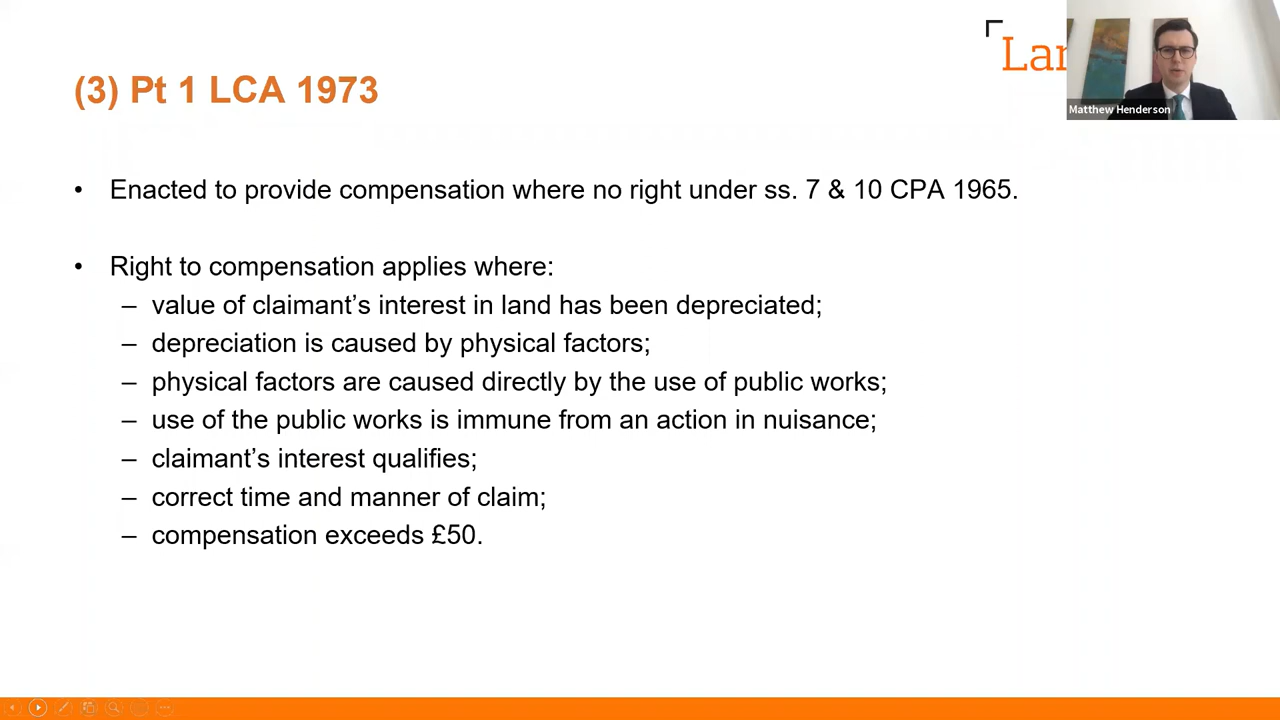 Lan
Matthew Henderson
(3) Pt 1 LCA 1973
• Enacted to provide compensation where no right under ss. 7 & 10 CPA 1965.
• Right to compensation applies where:
– value of claimant’s interest in land has been depreciated;
– depreciation is caused by physical factors;
– physical factors are caused directly by the use of public works;
– use of the public works is immune from an action in nuisance;
– claimant’s interest qualifies;
– correct time and manner of claim;
– compensation exceeds £50.